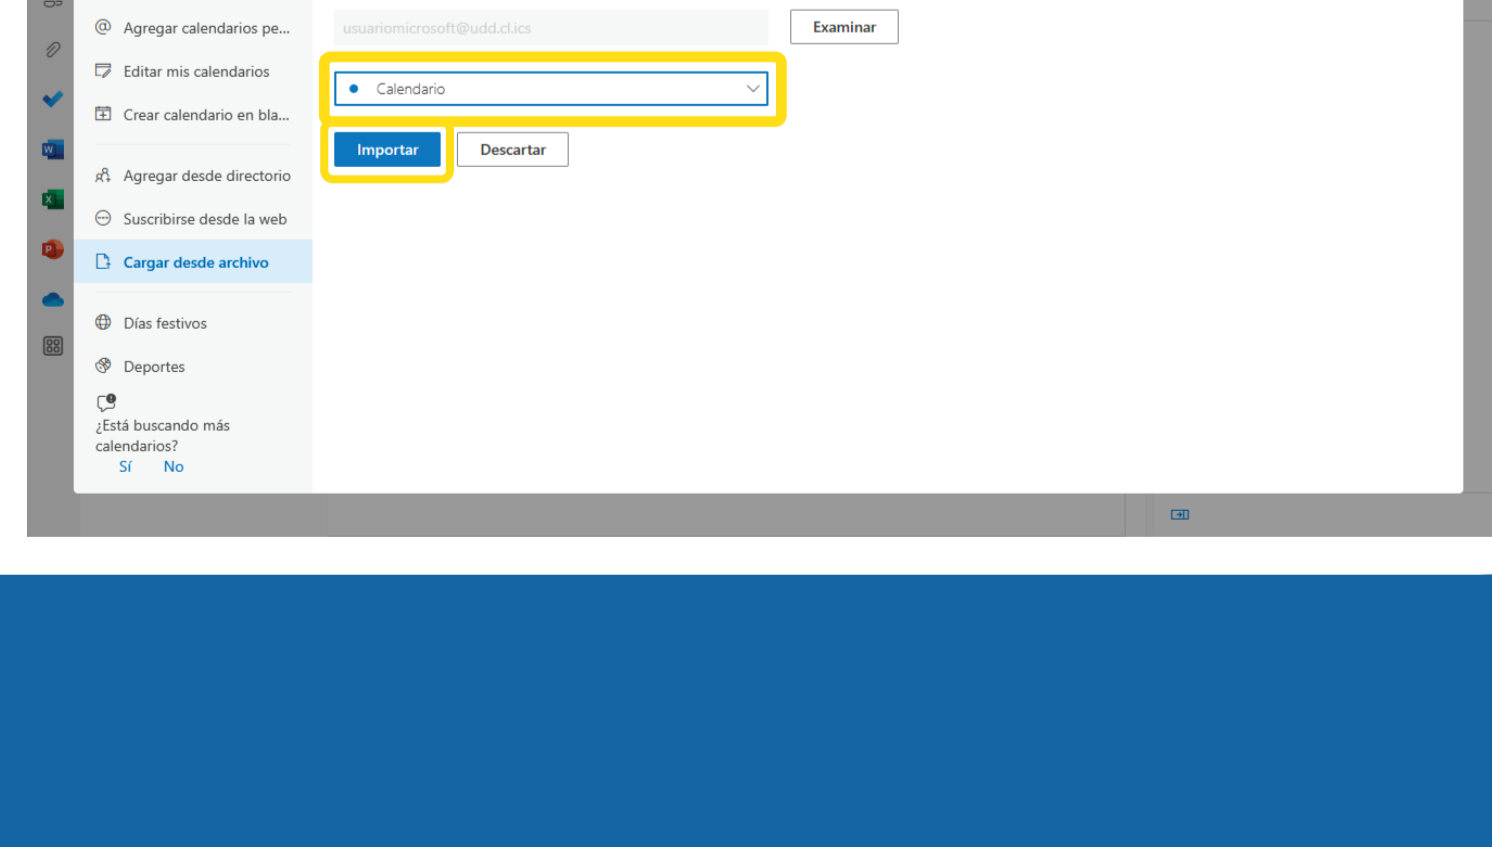 Agregar calendarios pe...
usuariomicrosoft@udd.cl.ics
Examinar
Editar mis calendarios
Calendario
Crear calendario en bla...
Importar
Descartar
Agregar desde directorio
Suscribirse desde la web
Cargar desde archivo
Días festivos
Deportes
¿Está buscando más
calendarios?
Sí No